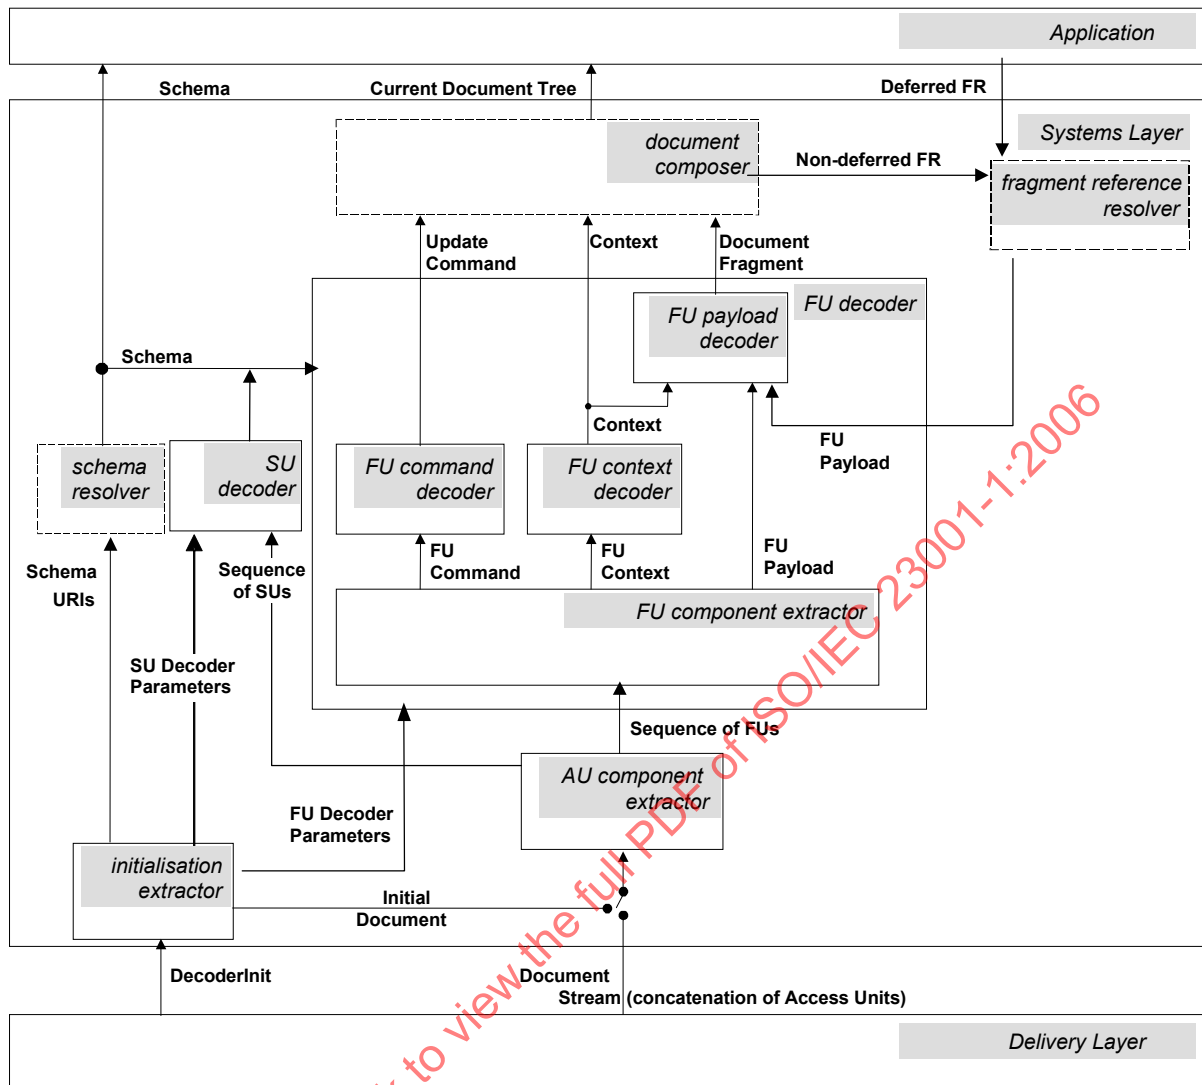 Application
Schema
Current Document Tree
Deferred FR
Systems Layer
document
composer
Non-deferred FR
fragment reference
resolver
Update
Command
Context
Document
Fragment
FU decoder
FU payload
decoder
Schema
Context
FU
Payload
schema
resolver
SU
decoder
FU command
decoder
FU context
decoder
Schema
URIs
Sequence
of SUs
FU
Command
FU
Context
FU
Payload
FU component extractor
SU Decoder
Parameters
Sequence of FUs
AU component
extractor
FU Decoder
Parameters
initialisation
extractor
Initial
Document
DecoderInit
Document
Stream (concatenation of Access Units)
Delivery Layer
to view the full PDF of ISO/IEC 23001-1:2006